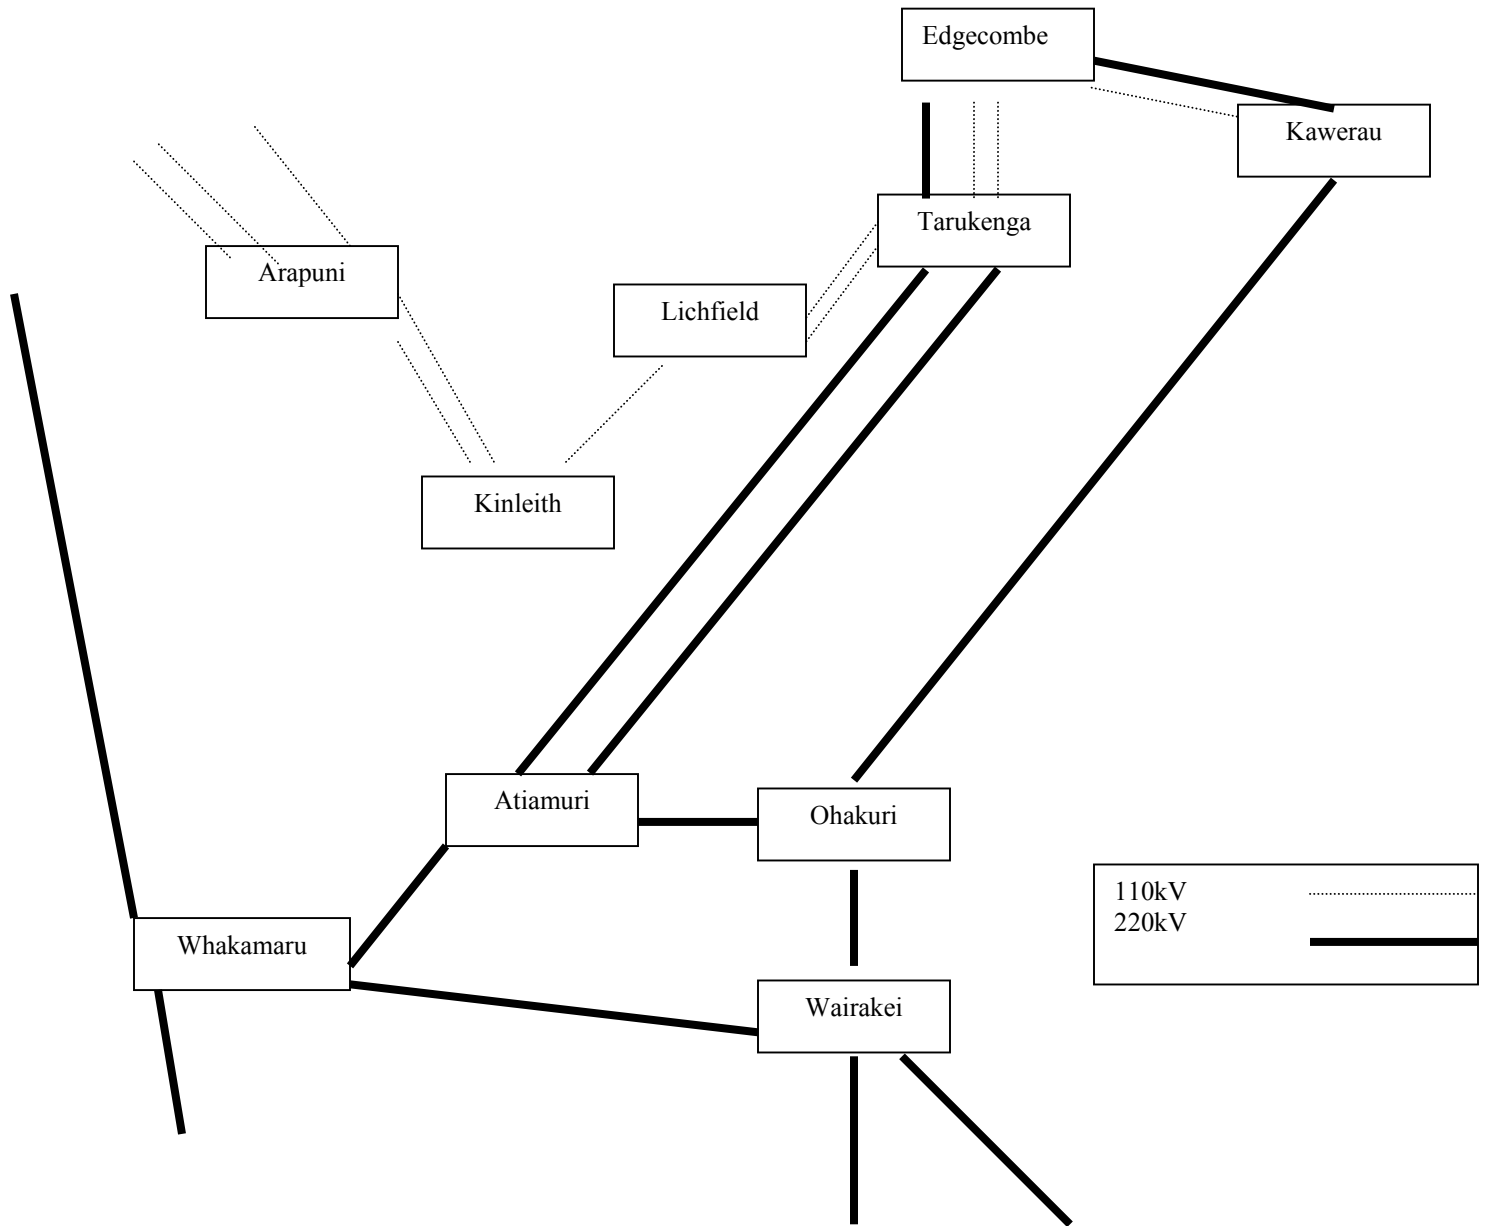 Edgecombe
Kawerau
Tarukenga
Arapuni
Lichfield
Kinleith
Atiamuri
Ohakuri
110kV
220kV
Whakamaru
Wairakei